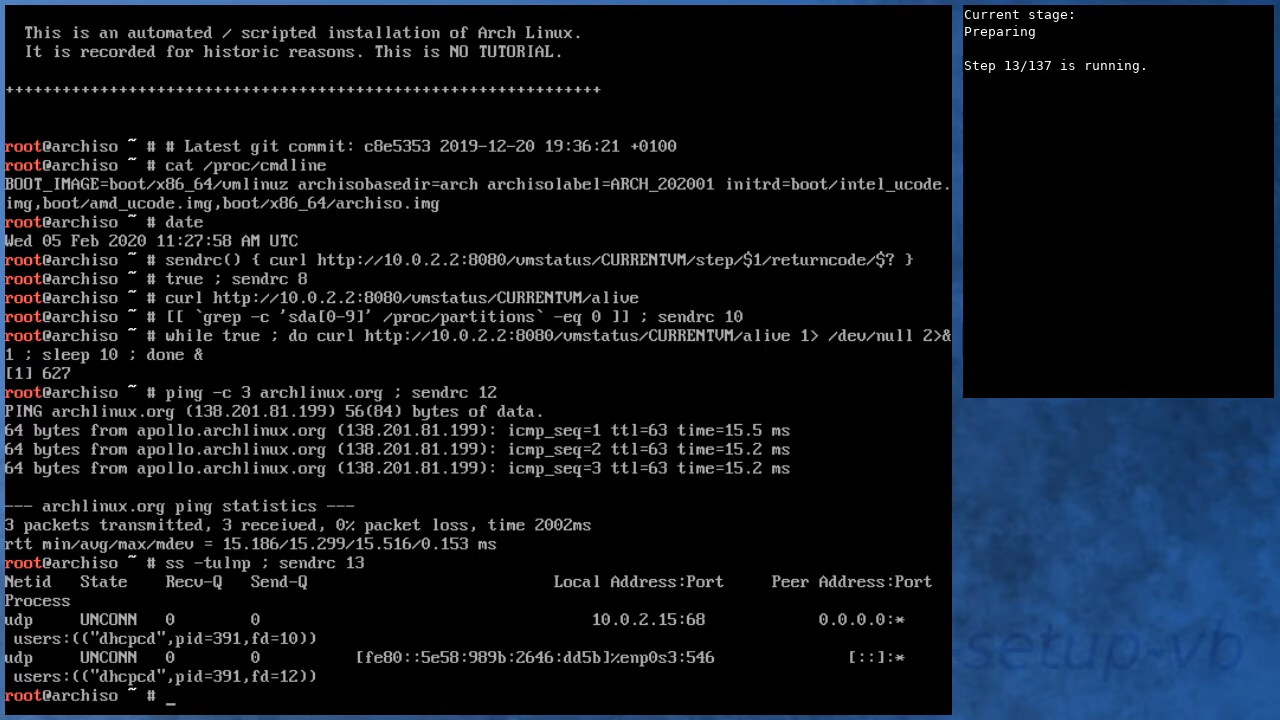 This is an automated / scripted installation of Arch Linux.
It is recorded for historic reasons. This is NO TUTORIAL.
+++++++++++++++++++++++++++++++++++++++++++++++++++++++++++++++
root@archiso ~ # # Latest git commit: c8e5353 2019-12-20 19:36:21 +0100
root@archiso ~ # cat /proc/cmdline
BOOT_IMAGE=boot/x86_64/vmlinuz archisobasedir=arch archisolabel=ARCH_202001 initrd=boot/intel_ucode.
img,boot/amd_ucode.img,boot/x86_64/archiso.img
root@archiso ~ # date
Wed 05 Feb 2020 11:27:58 AM UTC
root@archiso ~ # sendrc() { curl http://10.0.2.2:8080/vmstatus/CURRENTVM/step/$1/returncode/$? }
root@archiso ~ # true ; sendrc 8
root@archiso ~ # curl http://10.0.2.2:8080/vmstatus/CURRENTVM/alive
root@archiso ~ # [[ `grep -c 'sda[0-9]' /proc/partitions` -eq 0 ]] ; sendrc 10
root@archiso ~ # while true ; do curl http://10.0.2.2:8080/vmstatus/CURRENTVM/alive 1> /dev/null 2>&
1 ; sleep 10 ; done &
[1] 627
root@archiso ~ # ping -c 3 archlinux.org ; sendrc 12
PING archlinux.org (138.201.81.199) 56(84) bytes of data.
64 bytes from apollo.archlinux.org (138.201.81.199): icmp_seq=1 ttl=63 time=15.5 ms
64 bytes from apollo.archlinux.org (138.201.81.199): icmp_seq=2 ttl=63 time=15.2 ms
64 bytes from apollo.archlinux.org (138.201.81.199): icmp_seq=3 ttl=63 time=15.2 ms
--- archlinux.org ping statistics ---
3 packets transmitted, 3 received, 0% packet loss, time 2002ms
rtt min/avg/max/mdev = 15.186/15.299/15.516/0.153 ms
root@archiso ~ # ss -tulnp ; sendrc 13
Netid State Recv-Q Send-Q Local Address:Port Peer Address:Port
Process
udp UNCONN 0 0 10.0.2.15:68 0.0.0.0:*
users:(("dhcpcd",pid=391,fd=10))
udp UNCONN 0 0 [fe80::5e58:989b:2646:dd5b]%enp0s3:546 [::]:*
users:(("dhcpcd",pid=391,fd=12))
root@archiso ~ # _
Current stage:
Preparing
Step 13/137 is running.
setup-vb